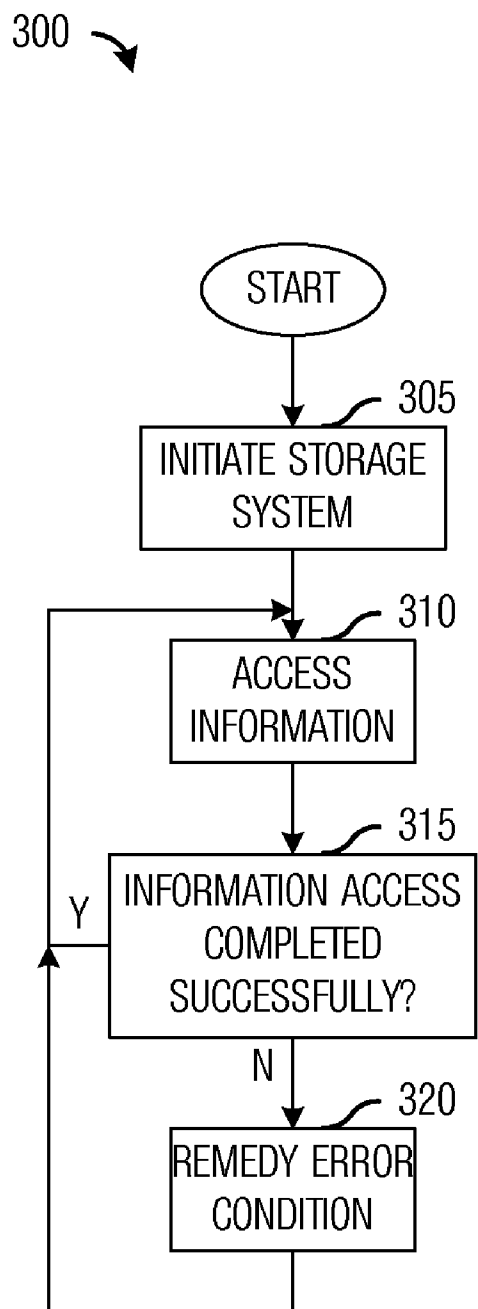 300
START
305
INITIATE STORAGE
SYSTEM
310
ACCESS
INFORMATION
315
INFORMATION ACCESS
COMPLETED
SUCCESSFULLY?
Y
N
320
REMEDY ERROR
CONDITION